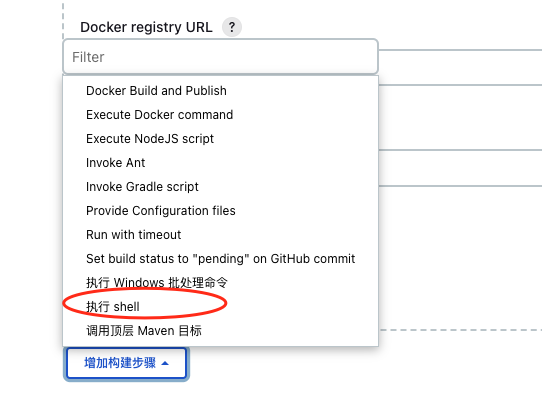 Docker registry URL ?
Filter
Docker Build and Publish
Execute Docker command
Execute NodeJS script
Invoke Ant
Invoke Gradle script
Provide Configuration files
Run with timeout
Set build status to "pending" on GitHub commit
执行 Windows 批处理命令
执行 shell
调用顶层 Maven 目标
增加构建步骤